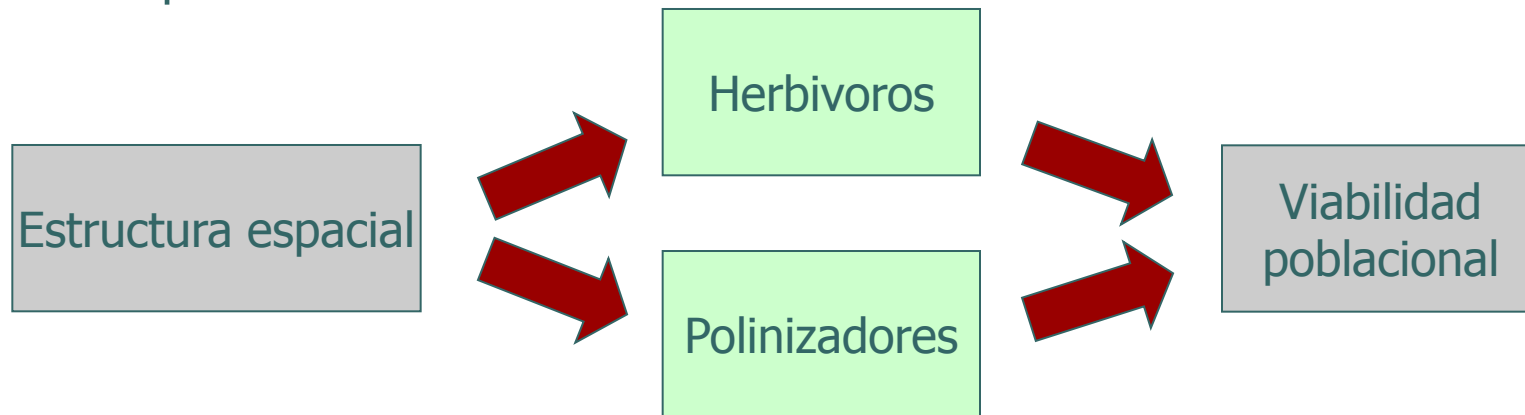 Herbivoros
Estructura espacial
Viabilidad
poblacional
Polinizadores